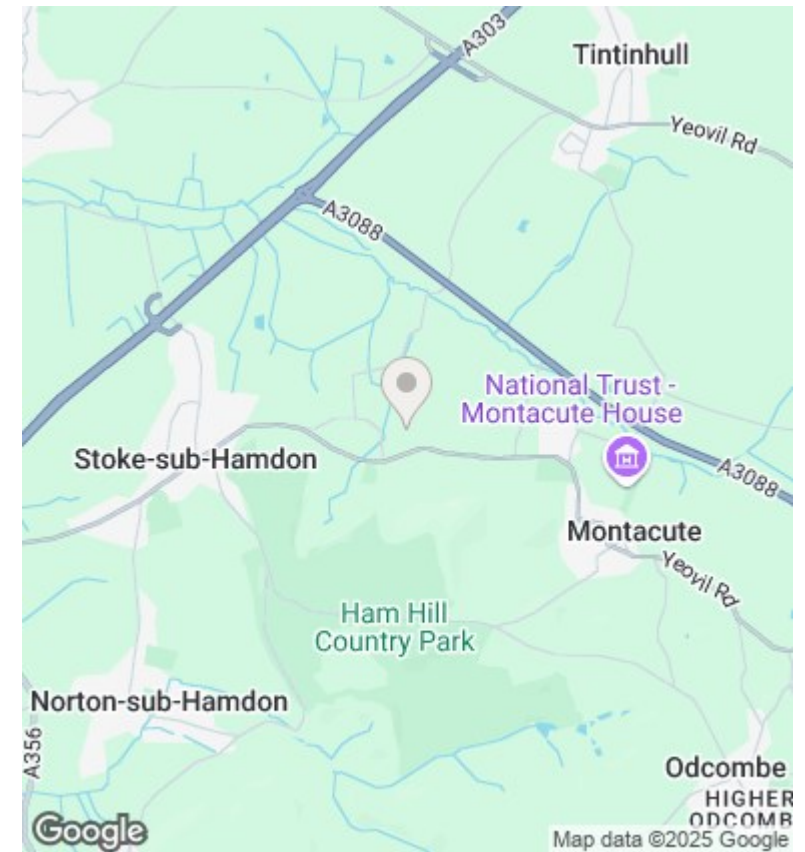 A303
Tintinhull
Yeovil Rd
A3088
National Trust -
Montacute House
Stoke-sub-Hamdon
A3088
Montacute
Yeovil Rd
Ham Hill
Country Park
Norton-sub-Hamdon
A356
Odcombe
HIGHER
ODCOMB
Google
Map data ©2025 Google